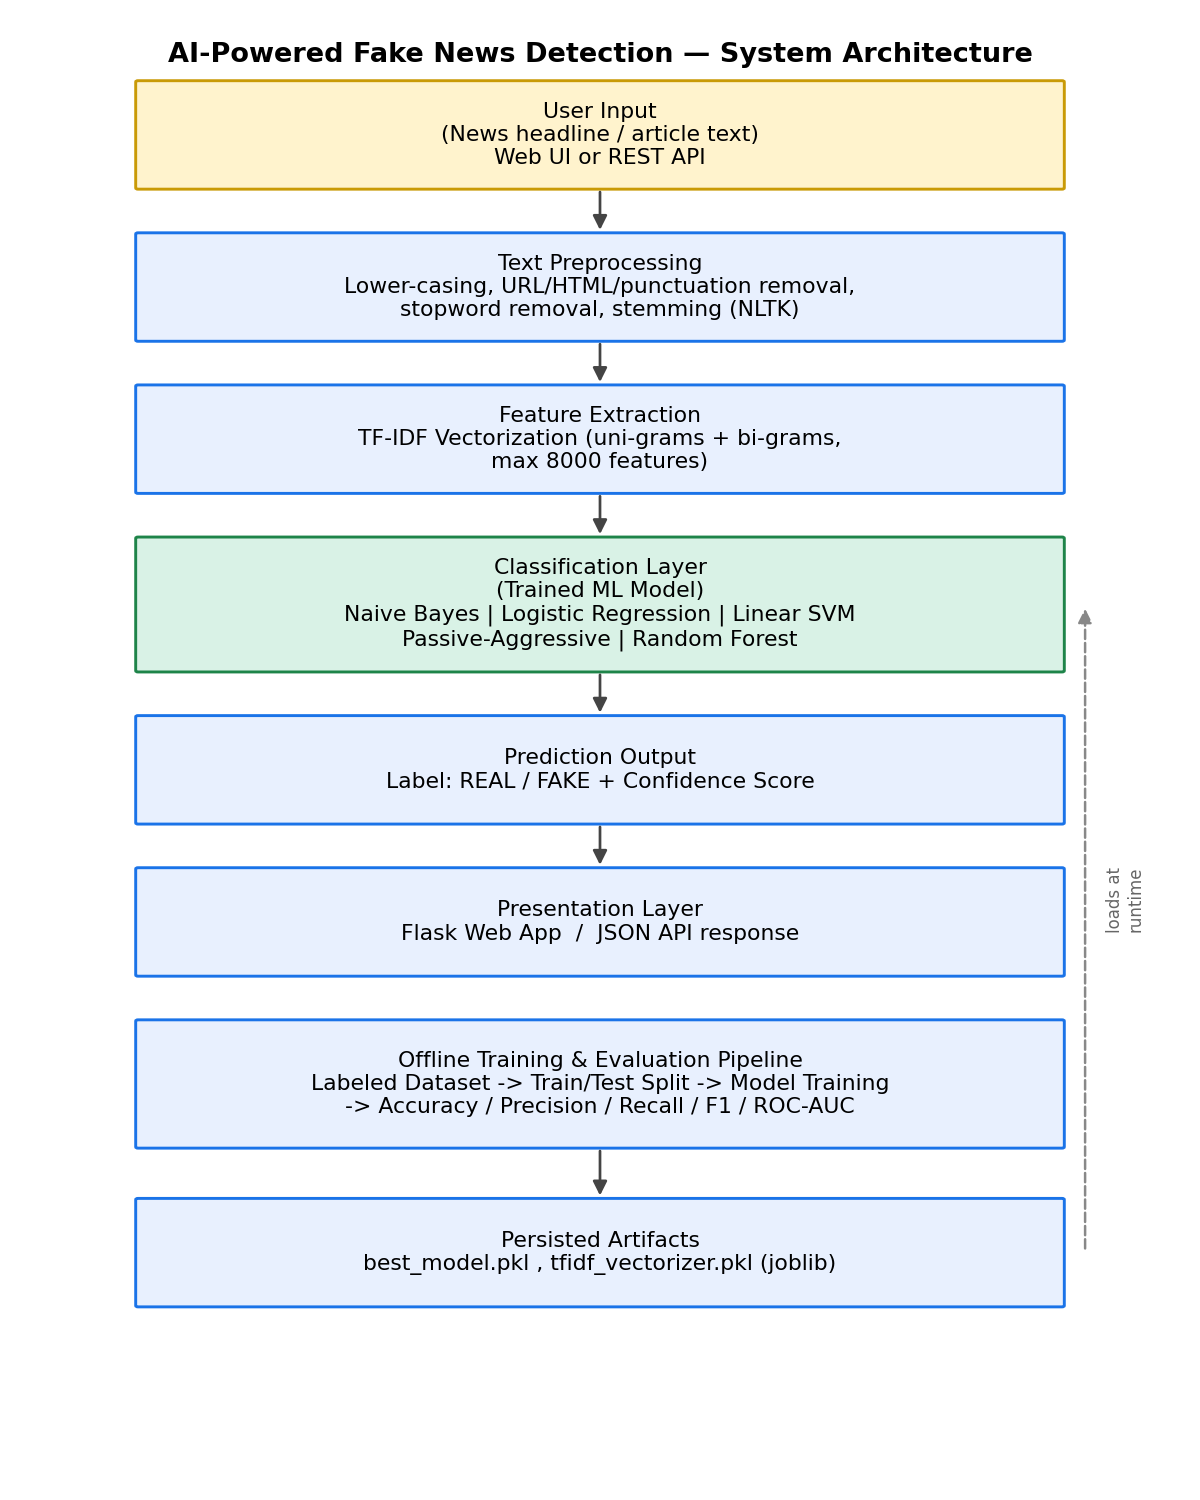 AI-Powered Fake News Detection — System Architecture
User Input
(News headline / article text)
Web UI or REST API
Text Preprocessing
Lower-casing, URL/HTML/punctuation removal,
stopword removal, stemming (NLTK)
Feature Extraction
TF-IDF Vectorization (uni-grams + bi-grams,
max 8000 features)
Classification Layer
(Trained ML Model)
Naive Bayes | Logistic Regression | Linear SVM
Passive-Aggressive | Random Forest
Prediction Output
Label: REAL / FAKE + Confidence Score
Presentation Layer
Flask Web App  /  JSON API response
loads at
runtime
Offline Training & Evaluation Pipeline
Labeled Dataset -> Train/Test Split -> Model Training
-> Accuracy / Precision / Recall / F1 / ROC-AUC
Persisted Artifacts
best_model.pkl , tfidf_vectorizer.pkl (joblib)